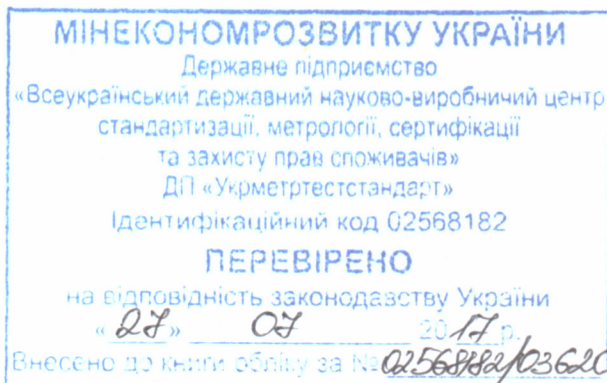 МІНЕКОНОМРОЗВИТКУ УКРАЇНИ
Державне підприємство
«Всеукраїнський державний науково-виробничий центр
стандартизації, метрології, сертифікації
та захисту прав споживачів»
ДП «Укрметртестстандарт»
Ідентифікаційний код 02568182
ПЕРЕВІРЕНО
на відповідність законодавству України
« 27 » 07 2017 р.
Внесено до книги обліку за № 02568182/03620